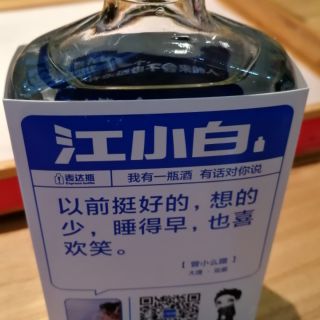 江小白
表达瓶
我有一瓶酒 有话对你说
以前挺好的，想的
少，睡得早，也喜
欢笑。